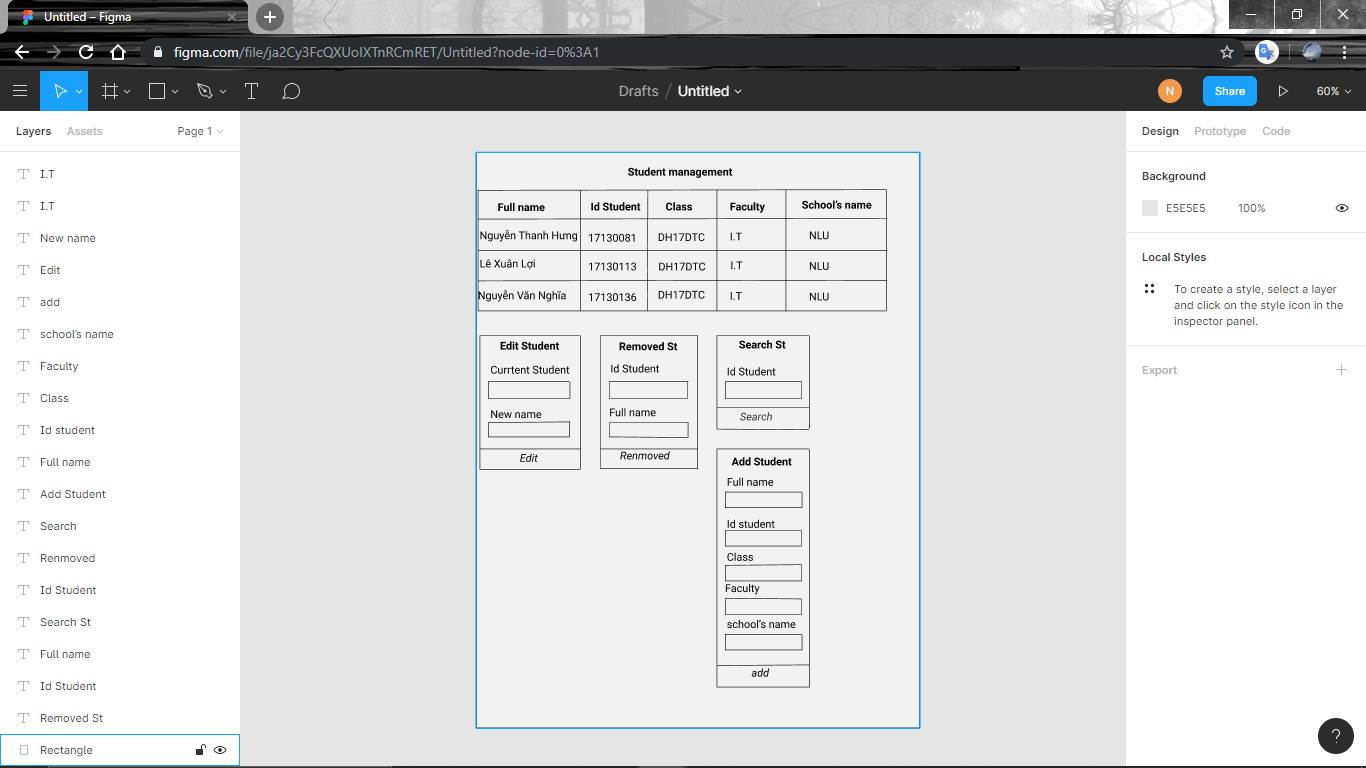 Untitled – Figma
figma.com/file/ja2Cy3FcQXUoIXTnRCmRET/Untitled?node-id=0%3A1
Drafts / Untitled
N
Share
60%
Layers
Assets
Page 1
I.T
I.T
New name
Edit
add
school's name
Faculty
Class
Id student
Full name
Add Student
Search
Renmoved
Id Student
Search St
Full name
Id Student
Removed St
Rectangle
Student management
Full name Id Student Class Faculty School's name
Nguyễn Thanh Hưng 17130081 DH17DTC I.T NLU
Lê Xuân Lợi 17130113 DH17DTC I.T NLU
Nguyễn Văn Nghĩa 17130136 DH17DTC I.T NLU
Edit Student
Currtent Student
New name
Edit
Removed St
Id Student
Full name
Renmoved
Search St
Id Student
Search
Add Student
Full name
Id student
Class
Faculty
school's name
add
Design
Prototype
Code
Background
E5E5E5 100%
Local Styles
To create a style, select a layer
and click on the style icon in the
inspector panel.
Export
?